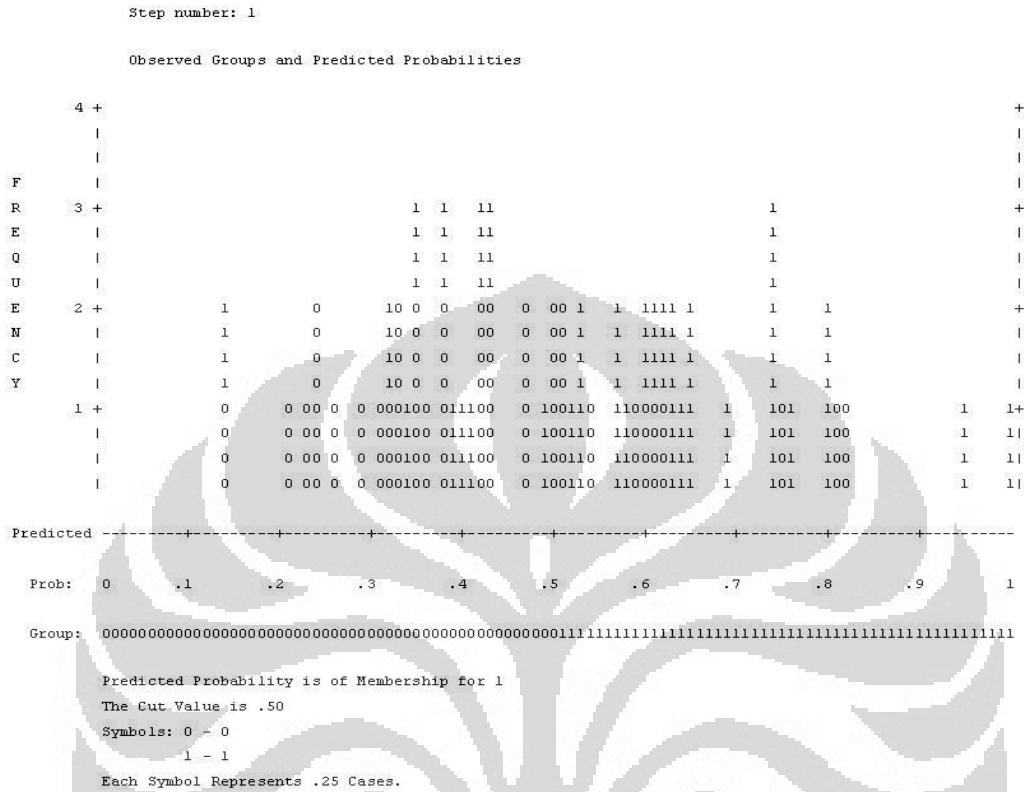 Step number: 1
Observed Groups and Predicted Probabilities
4 + +
| |
| |
F | |
R 3 + 1 1 11 1 +
E | 1 1 11 1 |
Q | 1 1 11 1 |
U | 1 1 11 1 |
E 2 + 1 0 10 0 0 00 0 00 1 1 1111 1 1 1 +
N | 1 0 10 0 0 00 0 00 1 1 1111 1 1 1 |
C | 1 0 10 0 0 00 0 00 1 1 1111 1 1 1 |
Y | 1 0 10 0 0 00 0 00 1 1 1111 1 1 1 |
1 + 0 0 00 0 0 000100 011100 0 100110 110000111 1 101 100 1 1+
| 0 0 00 0 0 000100 011100 0 100110 110000111 1 101 100 1 1|
| 0 0 00 0 0 000100 011100 0 100110 110000111 1 101 100 1 1|
| 0 0 00 0 0 000100 011100 0 100110 110000111 1 101 100 1 1|
Predicted ---------+---------+---------+---------+---------+---------+---------+---------+---------+----------
Prob: 0 .1 .2 .3 .4 .5 .6 .7 .8 .9 1
Group: 0000000000000000000000000000000000000000000000000011111111111111111111111111111111111111111111111111
Predicted Probability is of Membership for 1
The Cut Value is .50
Symbols: 0 - 0
1 - 1
Each Symbol Represents .25 Cases.